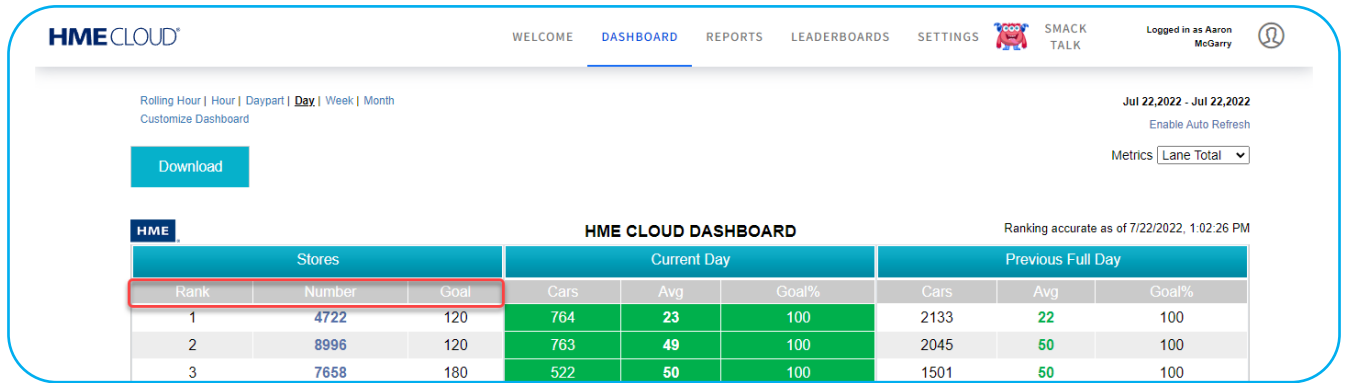 HME CLOUD®
WELCOME DASHBOARD REPORTS LEADERBOARDS SETTINGS SMACK TALK Logged in as Aaron McGarry
Rolling Hour | Hour | Daypart | Day | Week | Month
Customize Dashboard
Jul 22,2022 - Jul 22,2022
Enable Auto Refresh
Download
Metrics Lane Total
HME
HME CLOUD DASHBOARD
Ranking accurate as of 7/22/2022, 1:02:26 PM
Stores Current Day Previous Full Day
Rank Number Goal Cars Avg Goal% Cars Avg Goal%
1 4722 120 764 23 100 2133 22 100
2 8996 120 763 49 100 2045 50 100
3 7658 180 522 50 100 1501 50 100